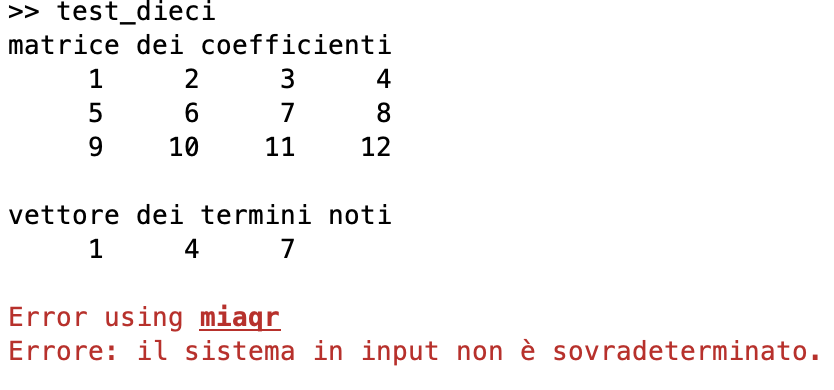 >> test_dieci
matrice dei coefficienti
1 2 3 4
5 6 7 8
9 10 11 12
vettore dei termini noti
1 4 7
Error using miaqr
Errore: il sistema in input non è sovradeterminato.